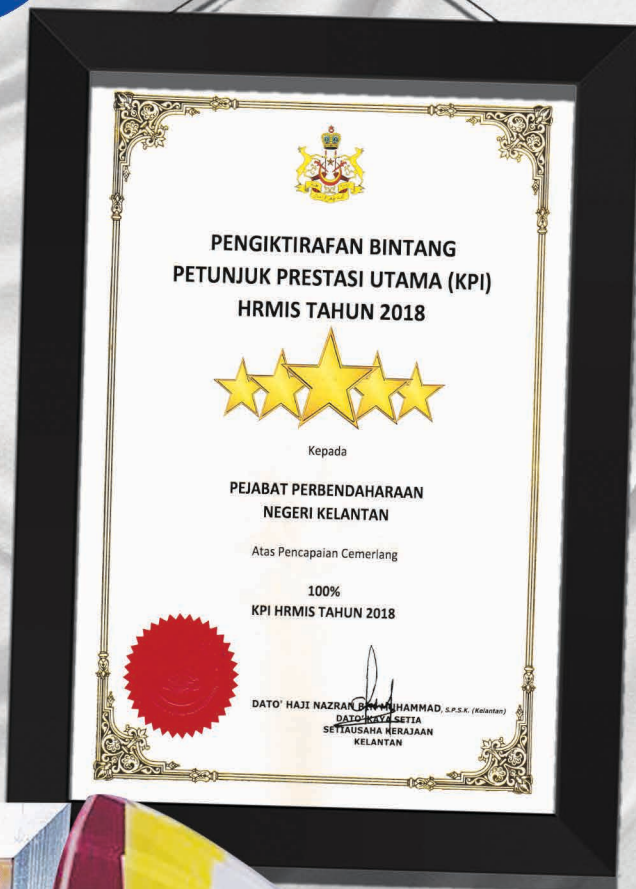 PENGIKTIRAFAN BINTANG
PETUNJUK PRESTASI UTAMA (KPI)
HRMIS TAHUN 2018
Kepada
PEJABAT PERBENDAHARAAN
NEGERI KELANTAN
Atas Pencapaian Cemerlang
100%
KPI HRMIS TAHUN 2018
DATO' HAJI NAZRAN BIN MUHAMMAD, S.P.S.K. (Kelantan)
DATO' KAYA SETIA
SETIAUSAHA KERAJAAN
KELANTAN